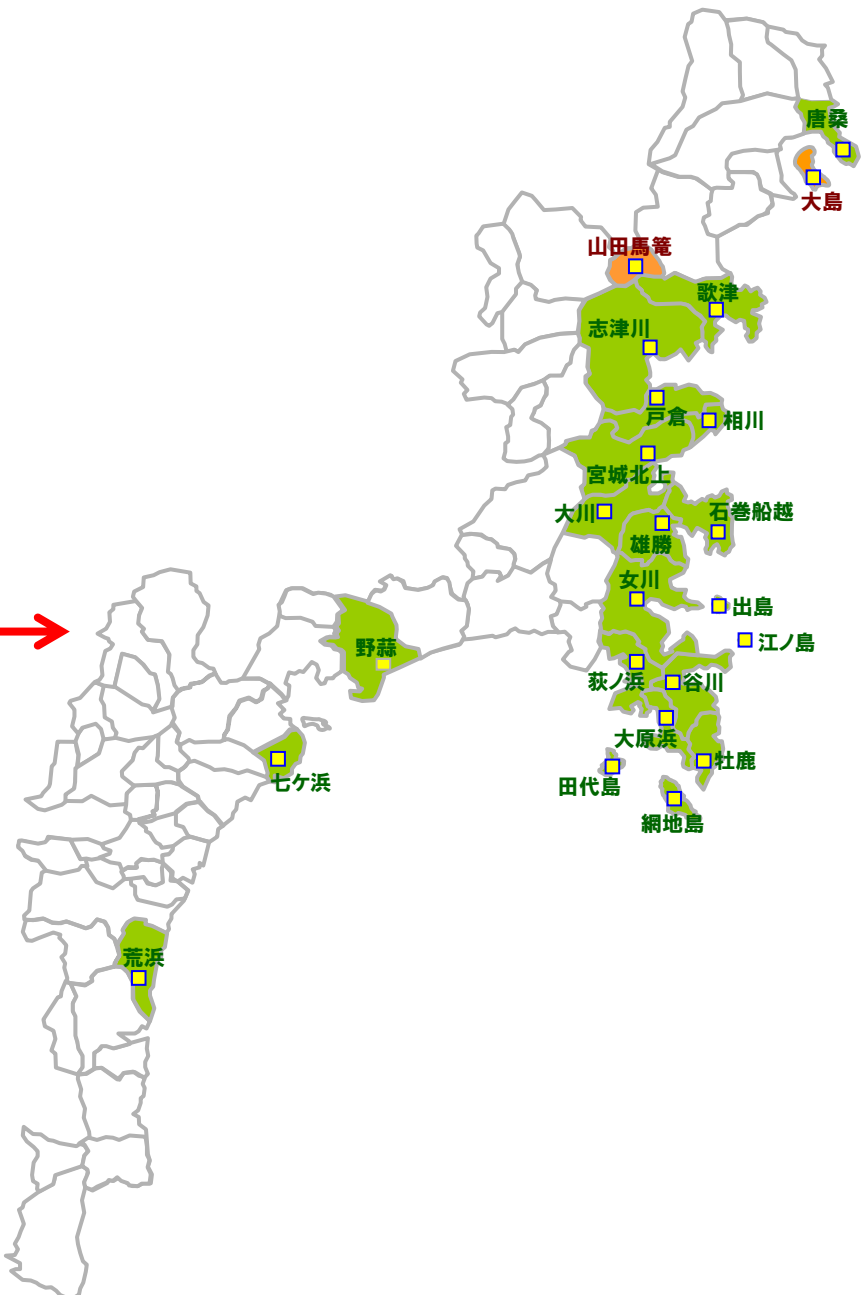 唐桑
大島
山田馬篭
歌津
志津川
戸倉
相川
宮城北上
大川
石巻船越
雄勝
女川
出島
江ノ島
野蒜
荻ノ浜
谷川
大原浜
牡鹿
七ケ浜
田代島
網地島
荒浜